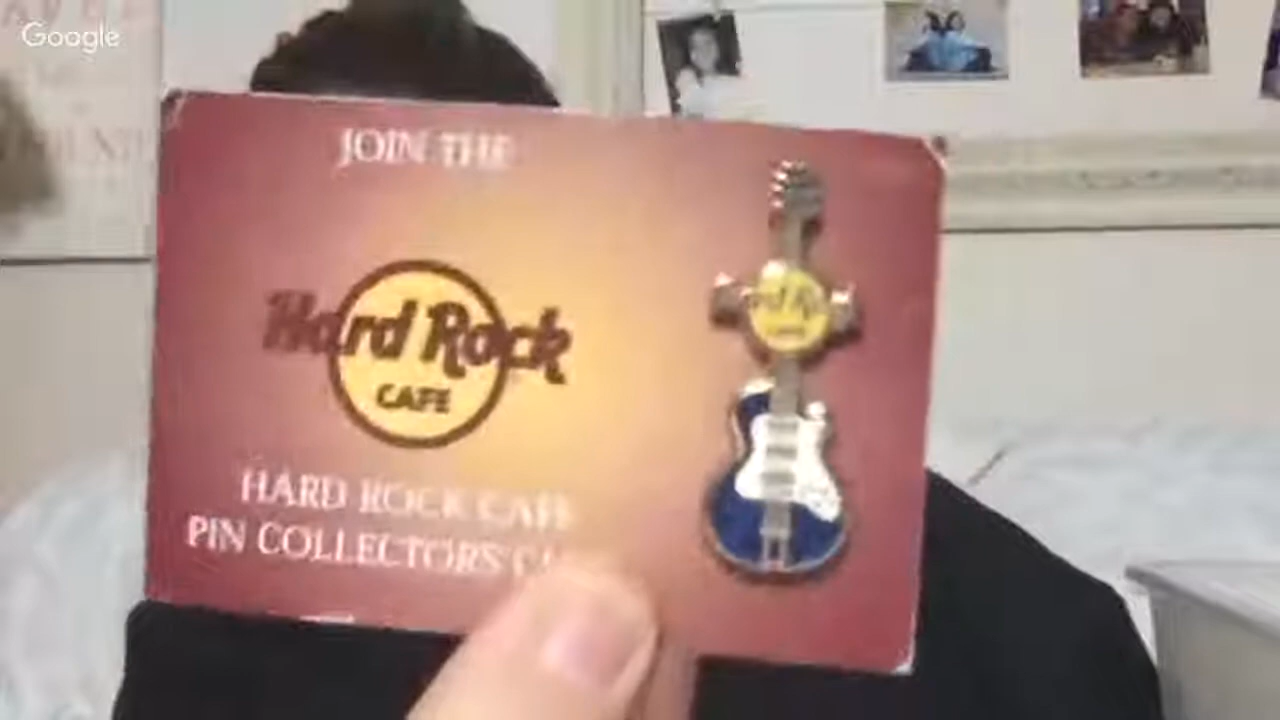 Google
JOIN THE
Hard Rock
CAFE
HARD ROCK CAFE
PIN COLLECTORS'